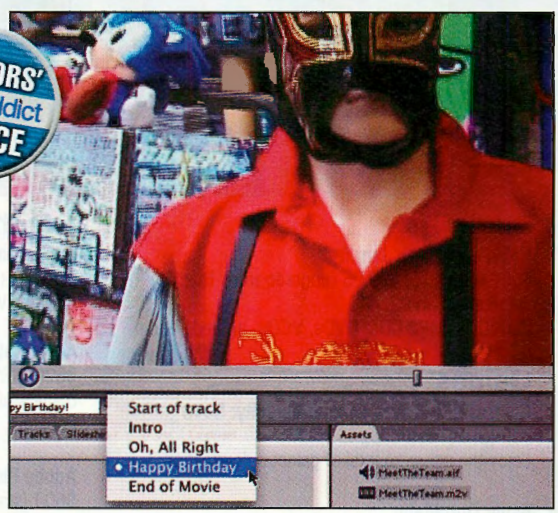 ORS'
ddict
CE
py Birthday!
Start of track
Intro
Oh, All Right
Happy Birthday
End of Movie
Tracks
Slidesho
Assets
MeetTheTeam.aif
MeetTheTeam.m2v